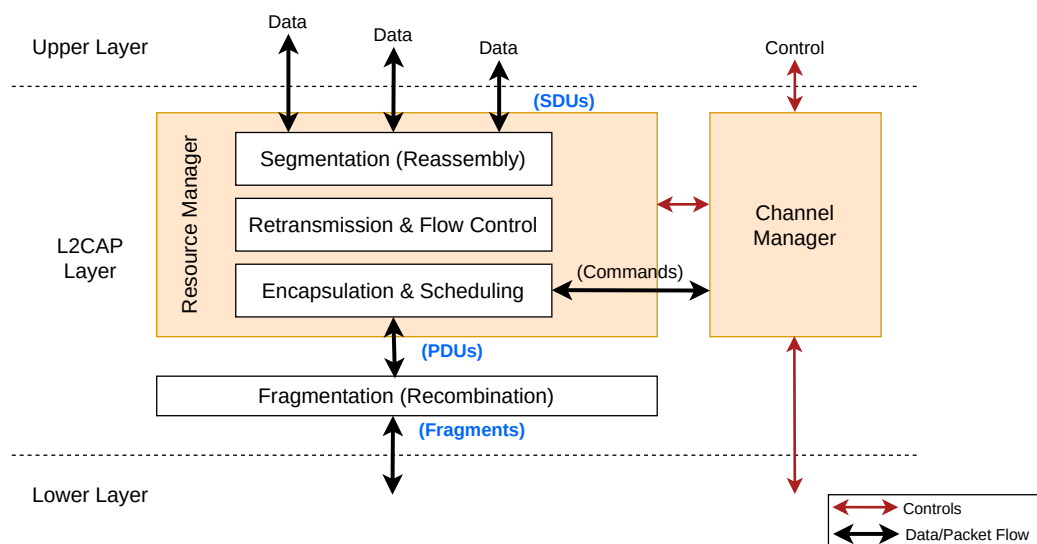 Data
Data
Data
Upper Layer
Control
(SDUs)
Resource Manager
Segmentation (Reassembly)
Retransmission & Flow Control
Channel
Manager
L2CAP
Layer
(Commands)
Encapsulation & Scheduling
(PDUs)
Fragmentation (Recombination)
(Fragments)
Lower Layer
Controls
Data/Packet Flow